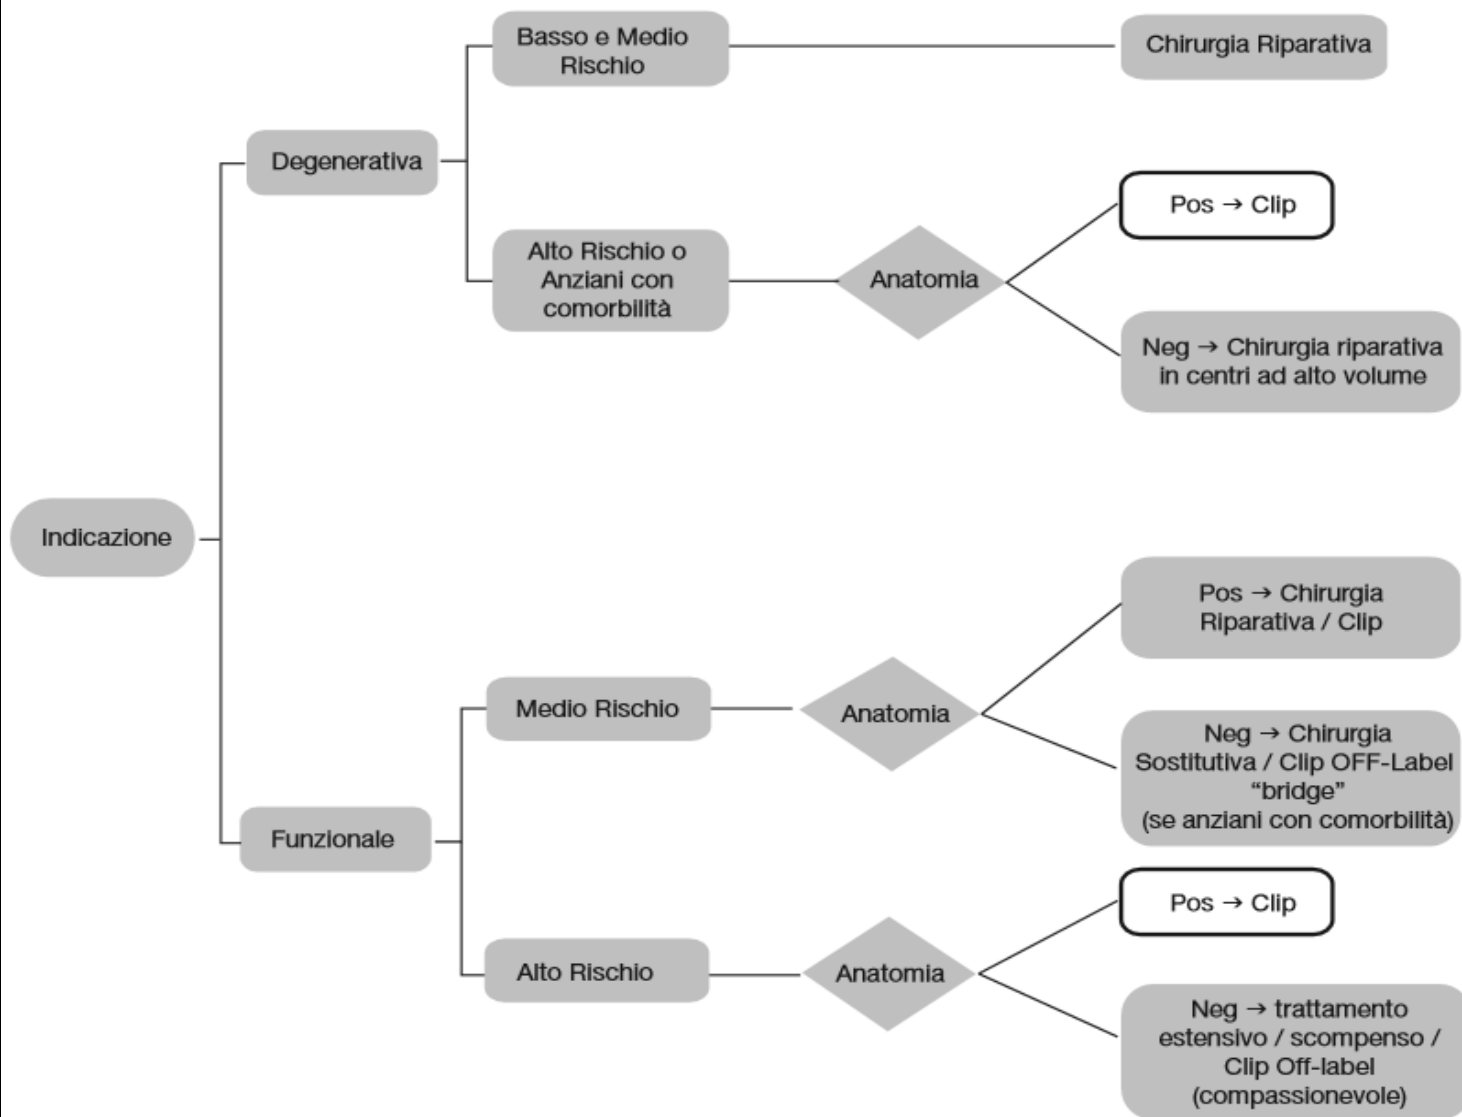 Basso e Medio
Rischio
Chirurgia Riparativa
Degenerativa
Pos → Clip
Alto Rischio o
Anziani con
comorbilità
Anatomia
Neg → Chirurgia riparativa
in centri ad alto volume
Indicazione
Pos → Chirurgia
Riparativa / Clip
Medio Rischio
Anatomia
Neg → Chirurgia
Sostitutiva / Clip OFF-Label
“bridge”
(se anziani con comorbilità)
Funzionale
Pos → Clip
Alto Rischio
Anatomia
Neg → trattamento
estensivo / scompenso /
Clip Off-label
(compassionevole)